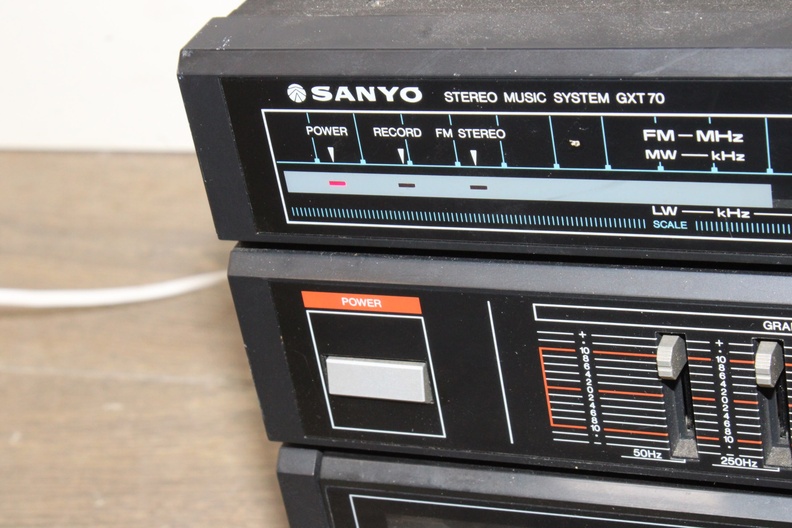 SANYO STEREO MUSIC SYSTEM GXT 70
POWER RECORD FM STEREO FM — MHz
MW — kHz
LW — kHz
SCALE
POWER
+ +
10 10
8 8
6 6
4 4
2 2
0 0
2 2
4 4
6 6
8 8
10 10
- -
50Hz 250Hz